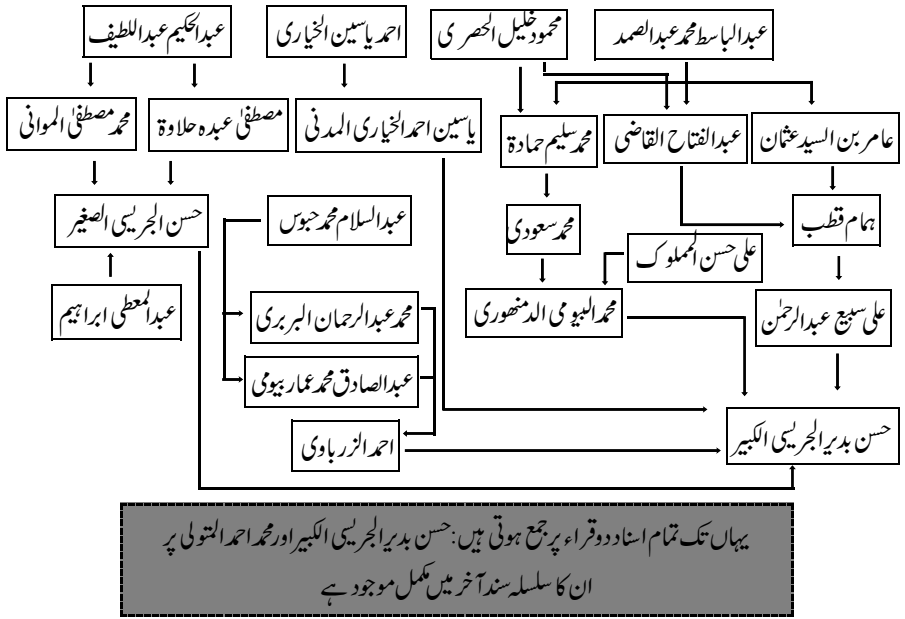 عبدالباسط محمد عبدالصمد
محمود خلیل الحصری
احمد یاسین الخیاری
عبدالحکیم عبداللطیف
عامر بن السید عثمان
عبدالفتاح القاضی
محمد سلیم حمادۃ
یاسین احمد الخیاری المدنی
مصطفیٰ عبدہ حلاوۃ
محمد مصطفیٰ الموانی
ہمام قطب
محمد سعودی
عبدالسلام محمد حبوس
حسن الجریسی الصغیر
علی حسن المملوک
علی سبیع عبدالرحمٰن
محمد البیومی الدمنھوری
محمد عبدالرحمان البربری
عبدالمعطی ابراہیم
عبدالصادق محمد عمار بیومی
حسن بدیر الجریسی الکبیر
احمد الزرباوی
یہاں تک تمام اسناد دو قراء پر جمع ہوتی ہیں: حسن بدیر الجریسی الکبیر اور محمد احمد المتولی پر
ان کا سلسلہ سند آخر میں مکمل موجود ہے